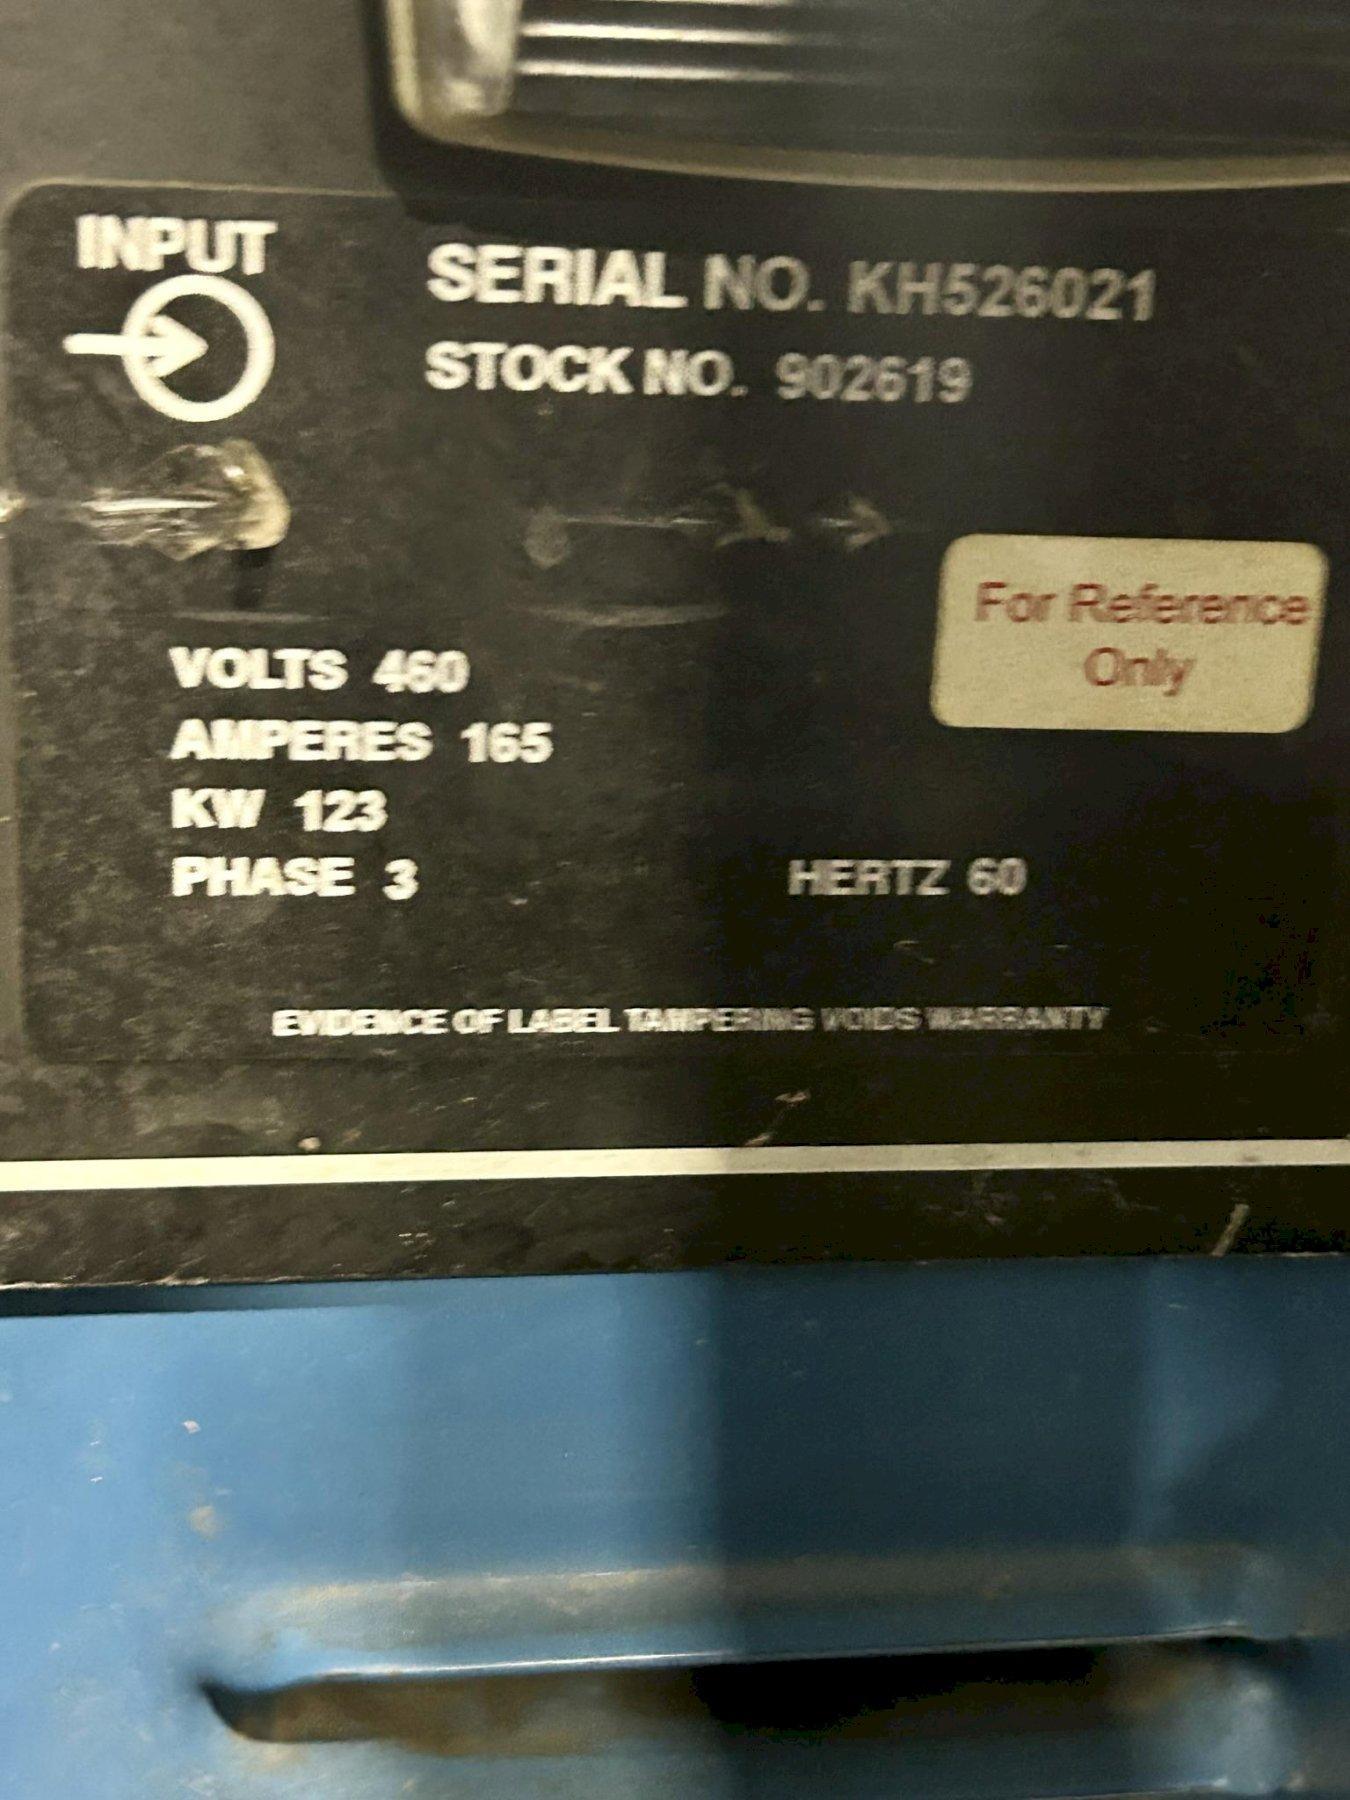 INPUT
SERIAL NO. KH526021
STOCK NO. 902619
For Reference
Only
VOLTS 460
AMPERES 165
KW 123
PHASE 3
HERTZ 60
EVIDENCE OF LABEL TAMPERING VOIDS WARRANTY